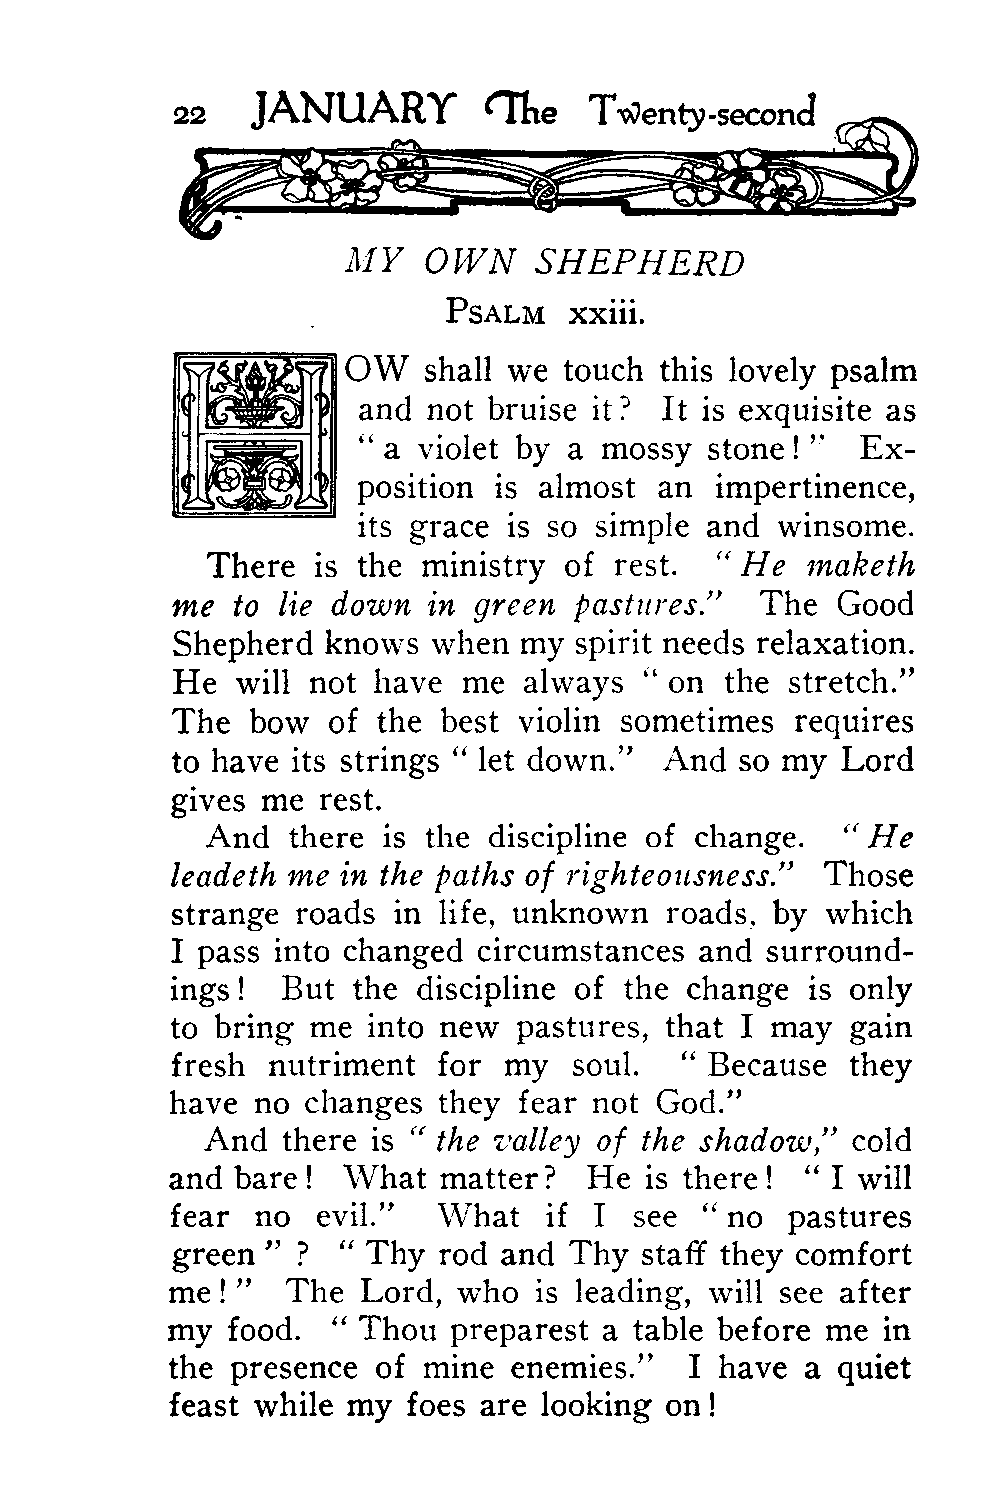 22 JANUARY The Twenty-second
MY OWN SHEPHERD
PSALM xxiii.
HOW shall we touch this lovely psalm
and not bruise it? It is exquisite as
“a violet by a mossy stone!” Ex-
position is almost an impertinence,
its grace is so simple and winsome.
There is the ministry of rest. “He maketh
me to lie down in green pastures.” The Good
Shepherd knows when my spirit needs relaxation.
He will not have me always “on the stretch.”
The bow of the best violin sometimes requires
to have its strings “let down.” And so my Lord
gives me rest.
And there is the discipline of change. “He
leadeth me in the paths of righteousness.” Those
strange roads in life, unknown roads, by which
I pass into changed circumstances and surround-
ings! But the discipline of the change is only
to bring me into new pastures, that I may gain
fresh nutriment for my soul. “Because they
have no changes they fear not God.”
And there is “the valley of the shadow,” cold
and bare! What matter? He is there! “I will
fear no evil.” What if I see “no pastures
green”? “Thy rod and Thy staff they comfort
me!” The Lord, who is leading, will see after
my food. “Thou preparest a table before me in
the presence of mine enemies.” I have a quiet
feast while my foes are looking on!